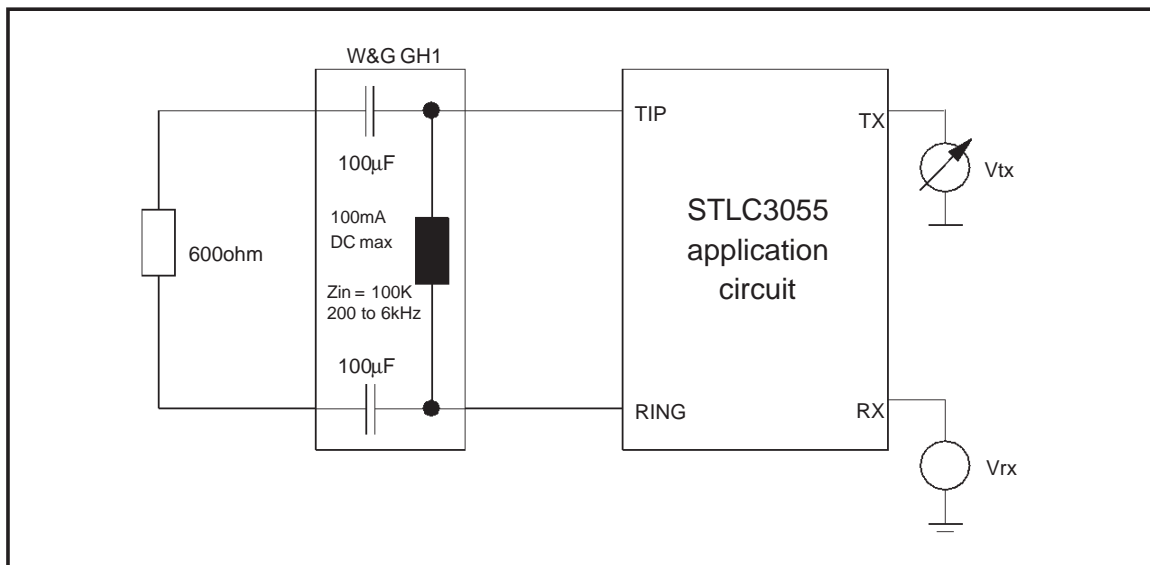 W&G GH1
100μF
100mA
DC max
Zin = 100K
200 to 6kHz
100μF
600ohm
TIP
RING
STLC3055
application
circuit
TX
RX
Vtx
Vrx